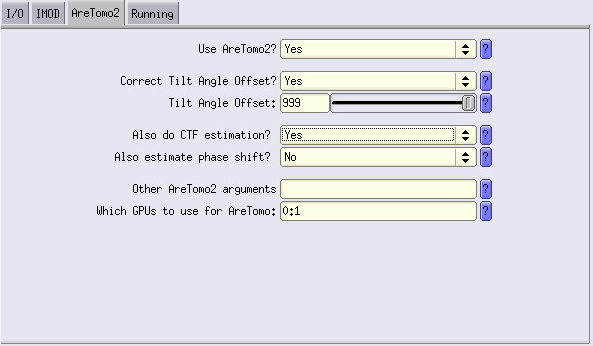 I/O IMOD AreTomo2 Running
Use AreTomo2? Yes ?
Correct Tilt Angle Offset? Yes ?
Tilt Angle Offset: 999 ?
Also do CTF estimation? Yes ?
Also estimate phase shift? No ?
Other AreTomo2 arguments ?
Which GPUs to use for AreTomo: 0:1 ?